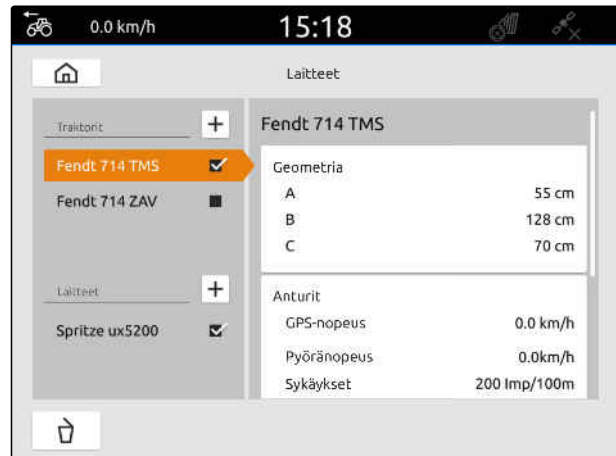 0.0 km/h 15:18
Laitteet
Traktorit
Fendt 714 TMS
Fendt 714 ZAV
Laitteet
Spritze ux5200
Fendt 714 TMS
Geometria
A 55 cm
B 128 cm
C 70 cm
Anturit
GPS-nopeus 0.0 km/h
Pyöränopeus 0.0km/h
Sykäykset 200 Imp/100m